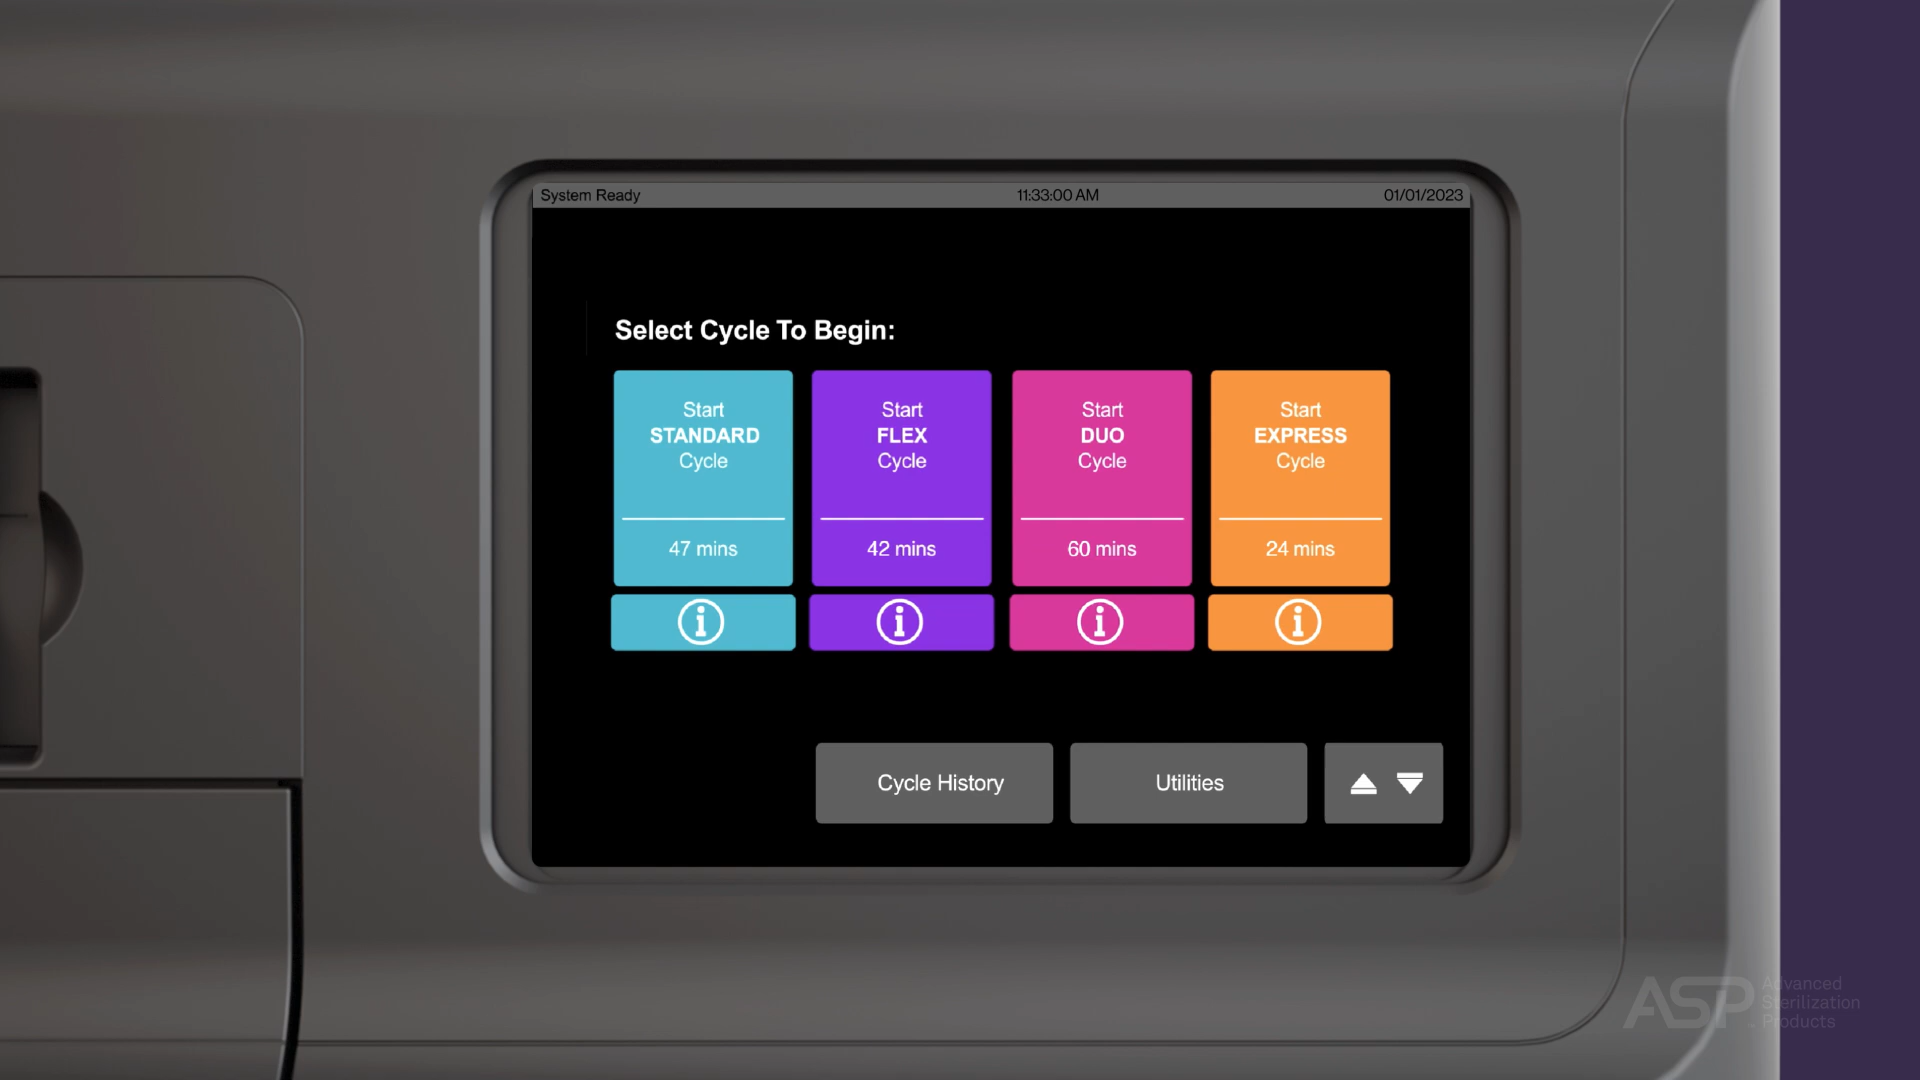 System Ready 11:33:00 AM 01/01/2023
Select Cycle To Begin:
Start
STANDARD
Cycle
47 mins
Start
FLEX
Cycle
42 mins
Start
DUO
Cycle
60 mins
Start
EXPRESS
Cycle
24 mins
Cycle History
Utilities
ASP
Advanced
Sterilization
Products